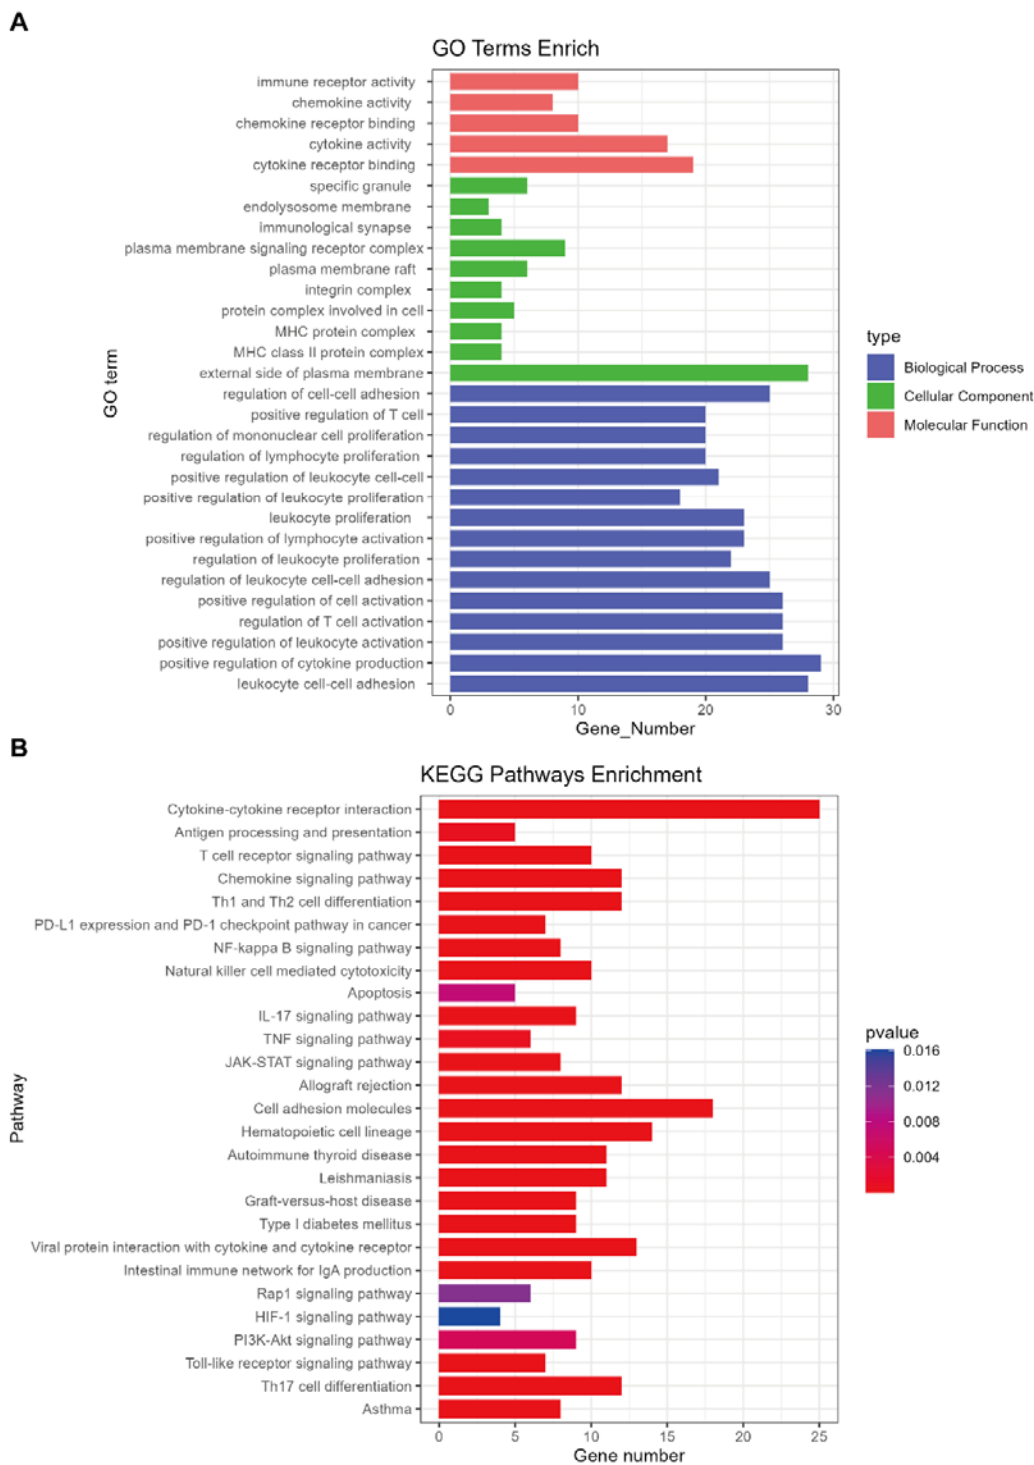 A
GO Terms Enrich
immune receptor activity
chemokine activity
chemokine receptor binding
cytokine activity
cytokine receptor binding
specific granule
endolysosome membrane
immunological synapse
plasma membrane signaling receptor complex
plasma membrane raft
integrin complex
protein complex involved in cell
MHC protein complex
MHC class II protein complex
external side of plasma membrane
regulation of cell-cell adhesion
positive regulation of T cell
regulation of mononuclear cell proliferation
regulation of lymphocyte proliferation
positive regulation of leukocyte cell-cell
positive regulation of leukocyte proliferation
leukocyte proliferation
positive regulation of lymphocyte activation
regulation of leukocyte proliferation
regulation of leukocyte cell-cell adhesion
positive regulation of cell activation
regulation of T cell activation
positive regulation of leukocyte activation
positive regulation of cytokine production
leukocyte cell-cell adhesion
GO term
0 10 20 30
Gene_Number
type
Biological Process
Cellular Component
Molecular Function
B
KEGG Pathways Enrichment
Cytokine-cytokine receptor interaction
Antigen processing and presentation
T cell receptor signaling pathway
Chemokine signaling pathway
Th1 and Th2 cell differentiation
PD-L1 expression and PD-1 checkpoint pathway in cancer
NF-kappa B signaling pathway
Natural killer cell mediated cytotoxicity
Apoptosis
IL-17 signaling pathway
TNF signaling pathway
JAK-STAT signaling pathway
Allograft rejection
Cell adhesion molecules
Hematopoietic cell lineage
Autoimmune thyroid disease
Leishmaniasis
Graft-versus-host disease
Type I diabetes mellitus
Viral protein interaction with cytokine and cytokine receptor
Intestinal immune network for IgA production
Rap1 signaling pathway
HIF-1 signaling pathway
PI3K-Akt signaling pathway
Toll-like receptor signaling pathway
Th17 cell differentiation
Asthma
Pathway
0 5 10 15 20 25
Gene number
pvalue
0.016
0.012
0.008
0.004